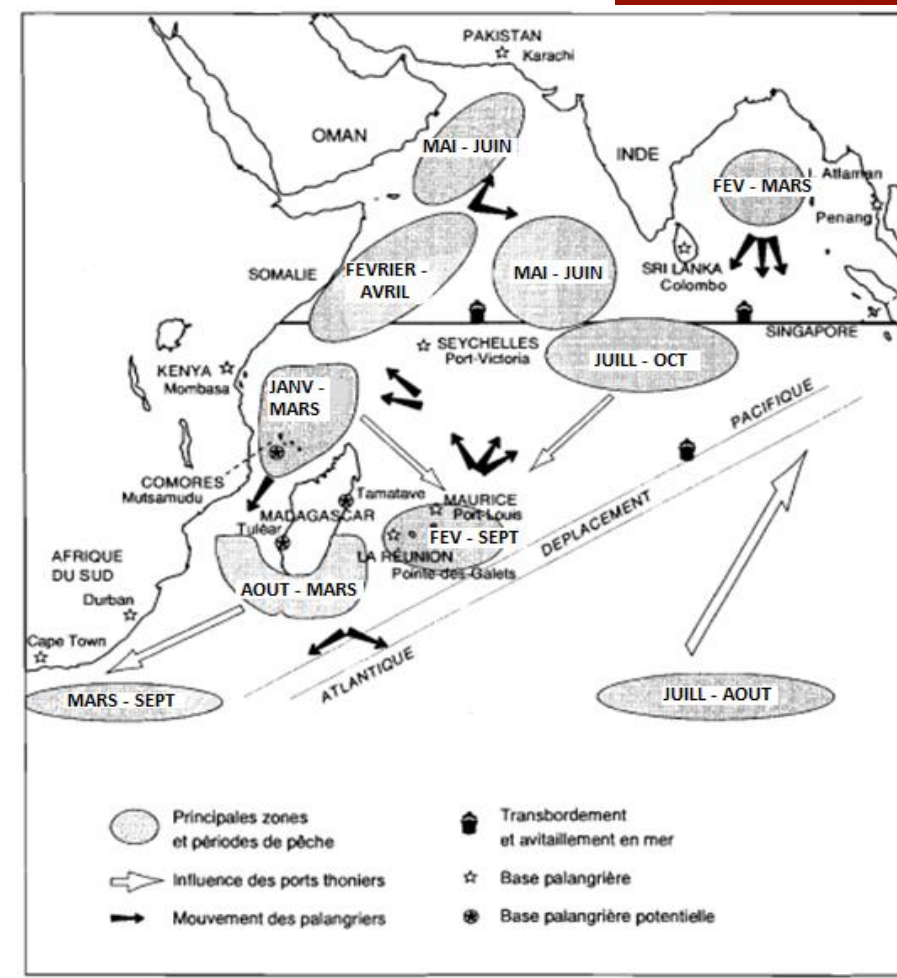 PAKISTAN
Karachi
OMAN
MAI - JUIN
INDE
FEV - MARS
I. Atlaman
Penang
SOMALIE
FEVRIER -
AVRIL
MAI - JUIN
SRI LANKA
Colombo
SINGAPORE
SEYCHELLES
Port-Victoria
JUILL - OCT
KENYA
Mombasa
JANV -
MARS
PACIFIQUE
COMORES
Mutsamudu
Tamatave
MADAGASCAR
Tuléar
MAURICE
Port-Louis
FEV - SEPT
LA RÉUNION
Pointe-des-Galets
DEPLACEMENT
AFRIQUE
DU SUD
Durban
AOUT - MARS
Cape Town
ATLANTIQUE
MARS - SEPT
JUILL - AOUT
Principales zones
et périodes de pêche
Influence des ports thoniers
Mouvement des palangriers
Transbordement
et avitaillement en mer
Base palangrière
Base palangrière potentielle